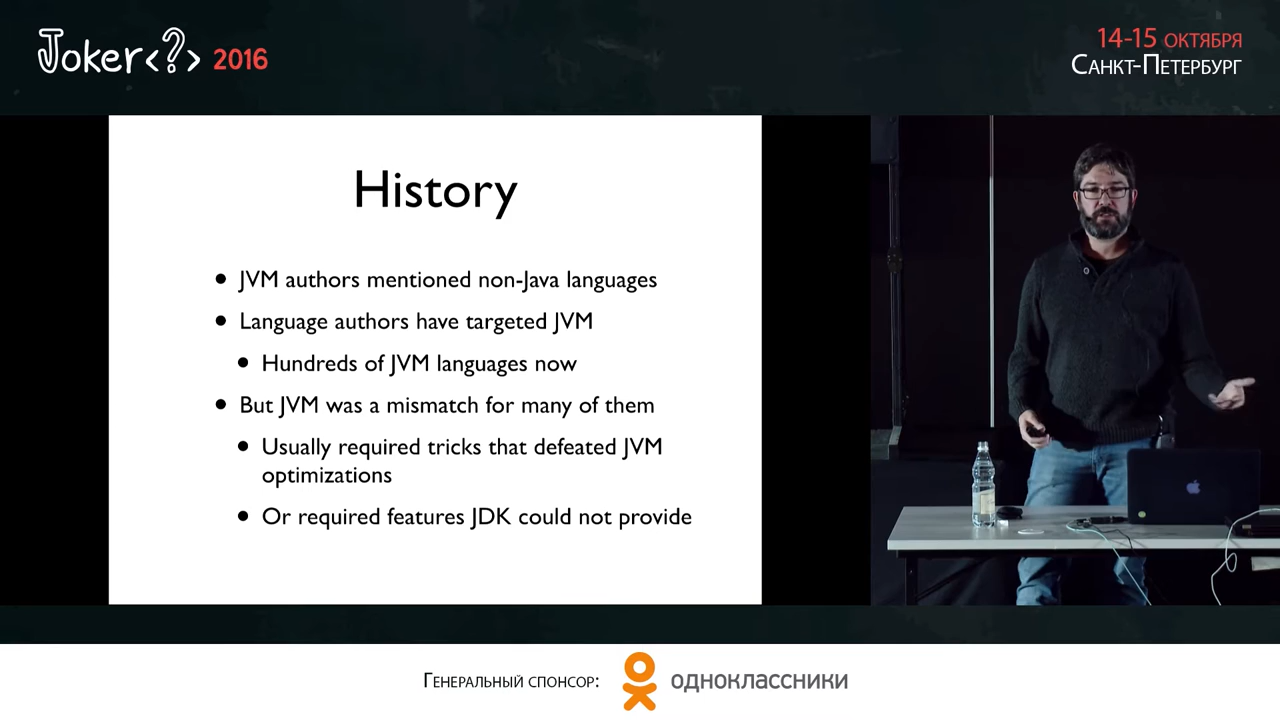 Joker<?> 2016
14-15 ОКТЯБРЯ
САНКТ-ПЕТЕРБУРГ
History
• JVM authors mentioned non-Java languages
• Language authors have targeted JVM
• Hundreds of JVM languages now
• But JVM was a mismatch for many of them
• Usually required tricks that defeated JVM
optimizations
• Or required features JDK could not provide
ГЕНЕРАЛЬНЫЙ СПОНСОР: одноклассники